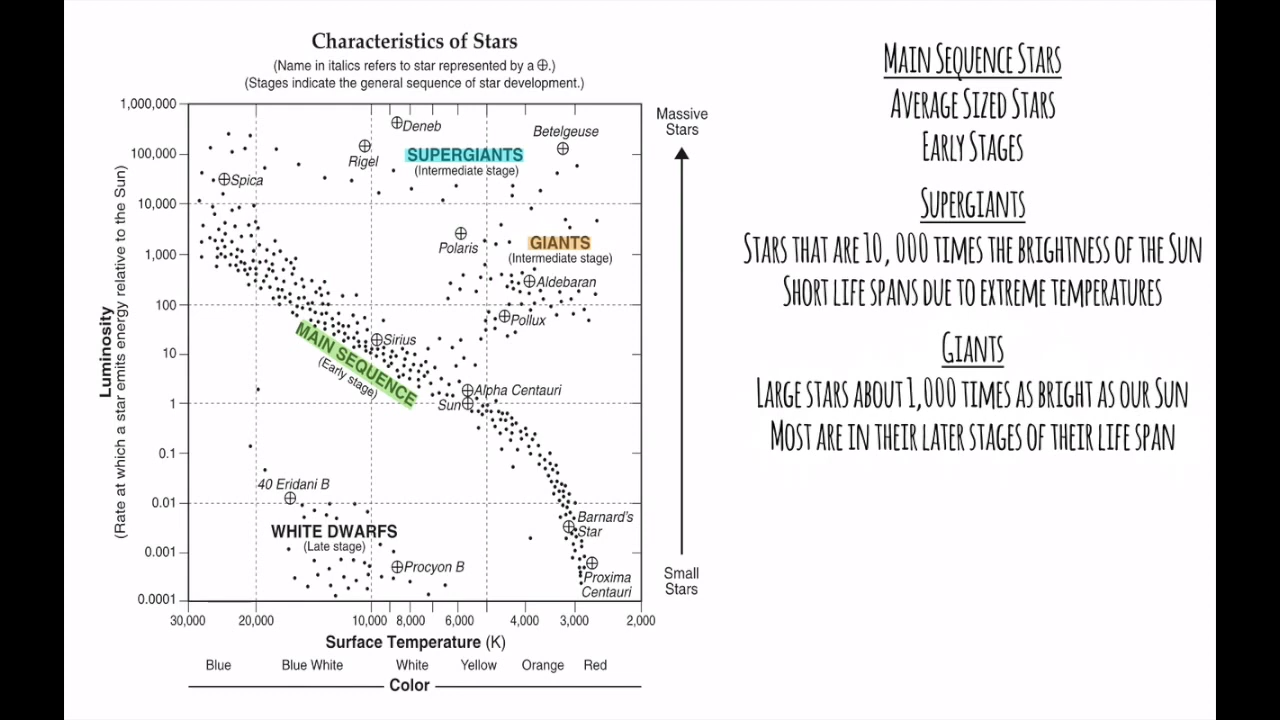 Characteristics of Stars
(Name in italics refers to star represented by a ⊕.)
(Stages indicate the general sequence of star development.)
Luminosity
(Rate at which a star emits energy relative to the Sun)
1,000,000
100,000
10,000
1,000
100
10
1
0.1
0.01
0.001
0.0001
Deneb
Betelgeuse
Rigel
SUPERGIANTS
(Intermediate stage)
Spica
Polaris
GIANTS
(Intermediate stage)
Aldebaran
Pollux
MAIN SEQUENCE
(Early stage)
Sirius
Alpha Centauri
Sun
40 Eridani B
WHITE DWARFS
(Late stage)
Procyon B
Barnard's
Star
Proxima
Centauri
30,000 20,000 10,000 8,000 6,000 4,000 3,000 2,000
Surface Temperature (K)
Blue Blue White White Yellow Orange Red
Color
Massive
Stars
Small
Stars
MAIN SEQUENCE STARS
AVERAGE SIZED STARS
EARLY STAGES
SUPERGIANTS
STARS THAT ARE 10, 000 TIMES THE BRIGHTNESS OF THE SUN
SHORT LIFE SPANS DUE TO EXTREME TEMPERATURES
GIANTS
LARGE STARS ABOUT 1,000 TIMES AS BRIGHT AS OUR SUN
MOST ARE IN THEIR LATER STAGES OF THEIR LIFE SPAN